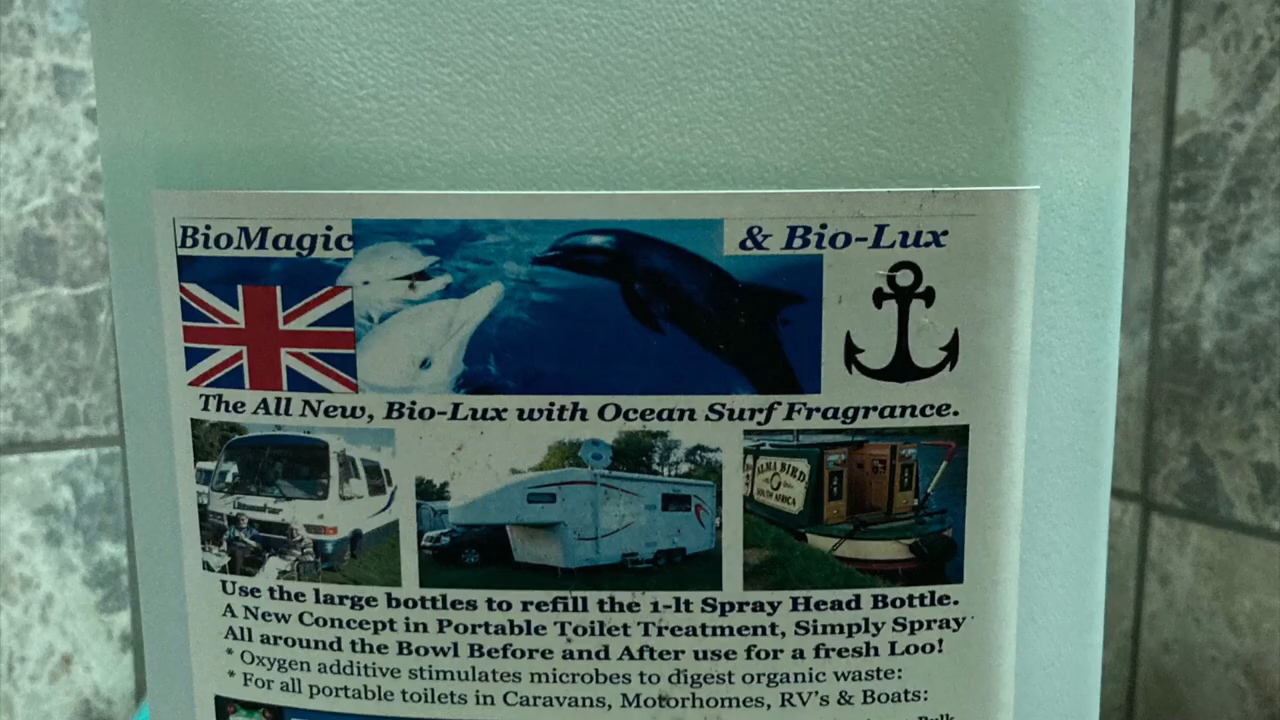 BioMagic
& Bio-Lux
The All New, Bio-Lux with Ocean Surf Fragrance.
ALMA BIRD
SOUTH AFRICA
Use the large bottles to refill the 1-lt Spray Head Bottle.
A New Concept in Portable Toilet Treatment, Simply Spray
All around the Bowl Before and After use for a fresh Loo!
* Oxygen additive stimulates microbes to digest organic waste:
* For all portable toilets in Caravans, Motorhomes, RV's & Boats:
Bulk